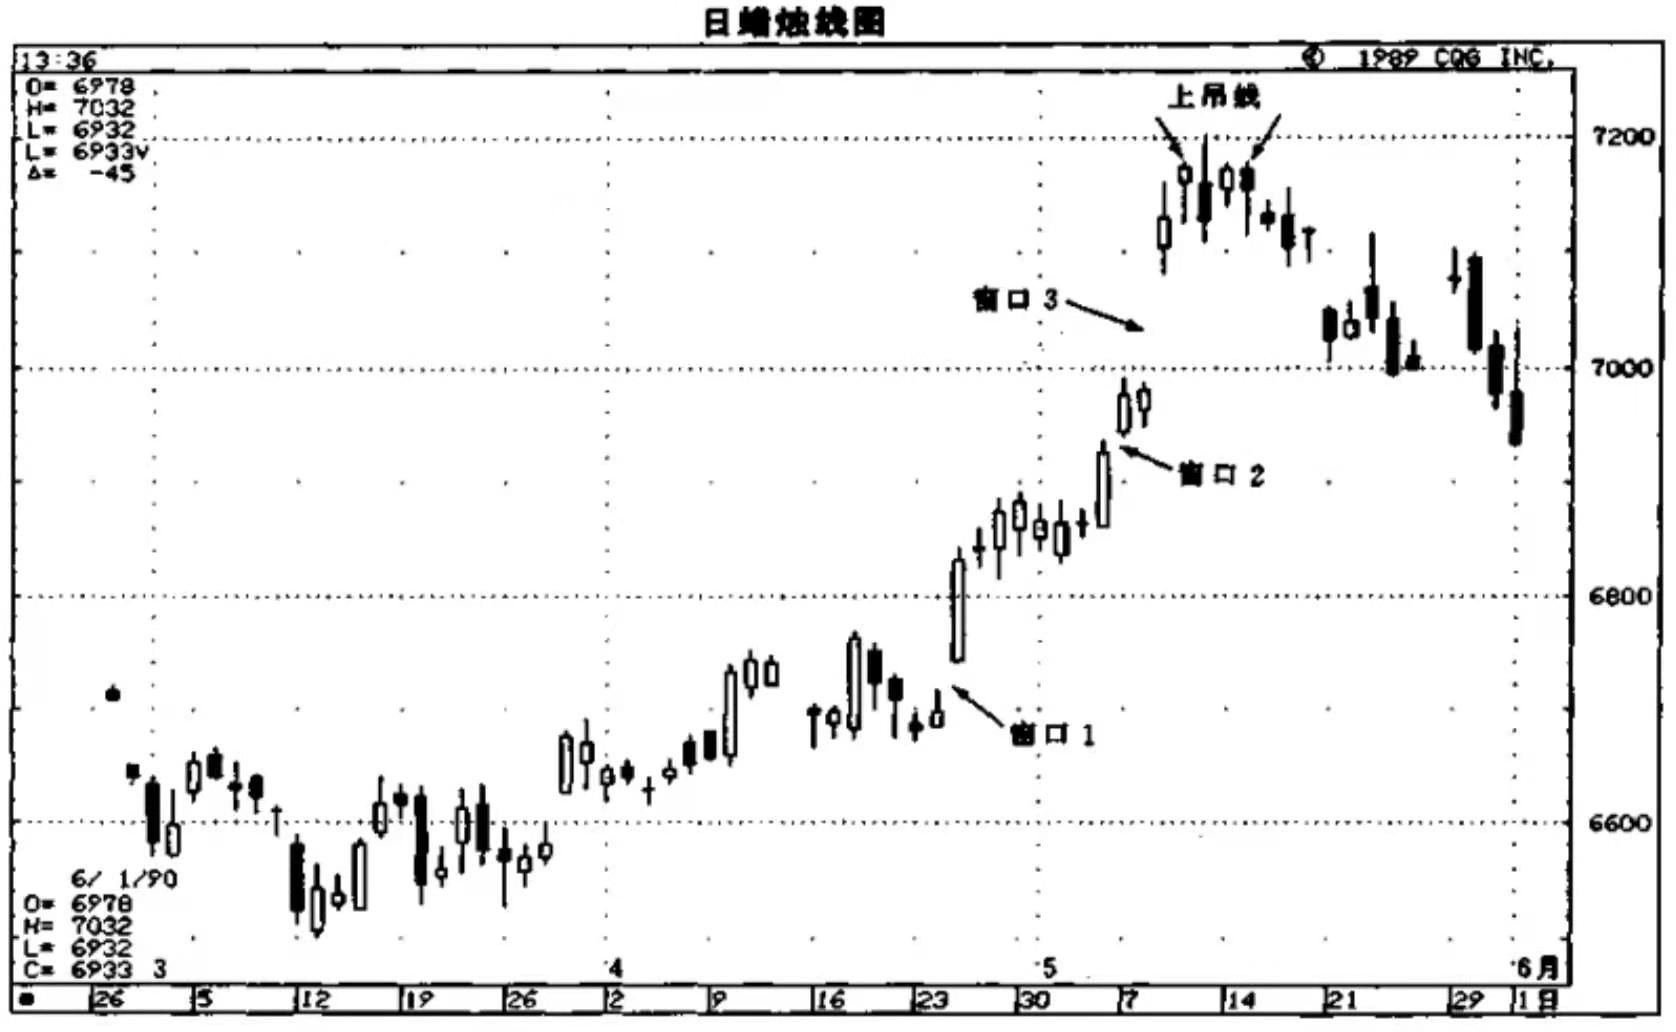 日蜡烛线图
13:36
© 1989 CQG INC.
O= 6978
H= 7032
L= 6932
L= 6933v
Δ= -45
上吊线
7200
窗口 3
7000
窗口 2
6800
窗口 1
6600
6/ 1/90
O= 6978
H= 7032
L= 6932
C= 6933 3
4 5 6月
26 5 12 19 26 2 9 16 23 30 7 14 21 29 1日